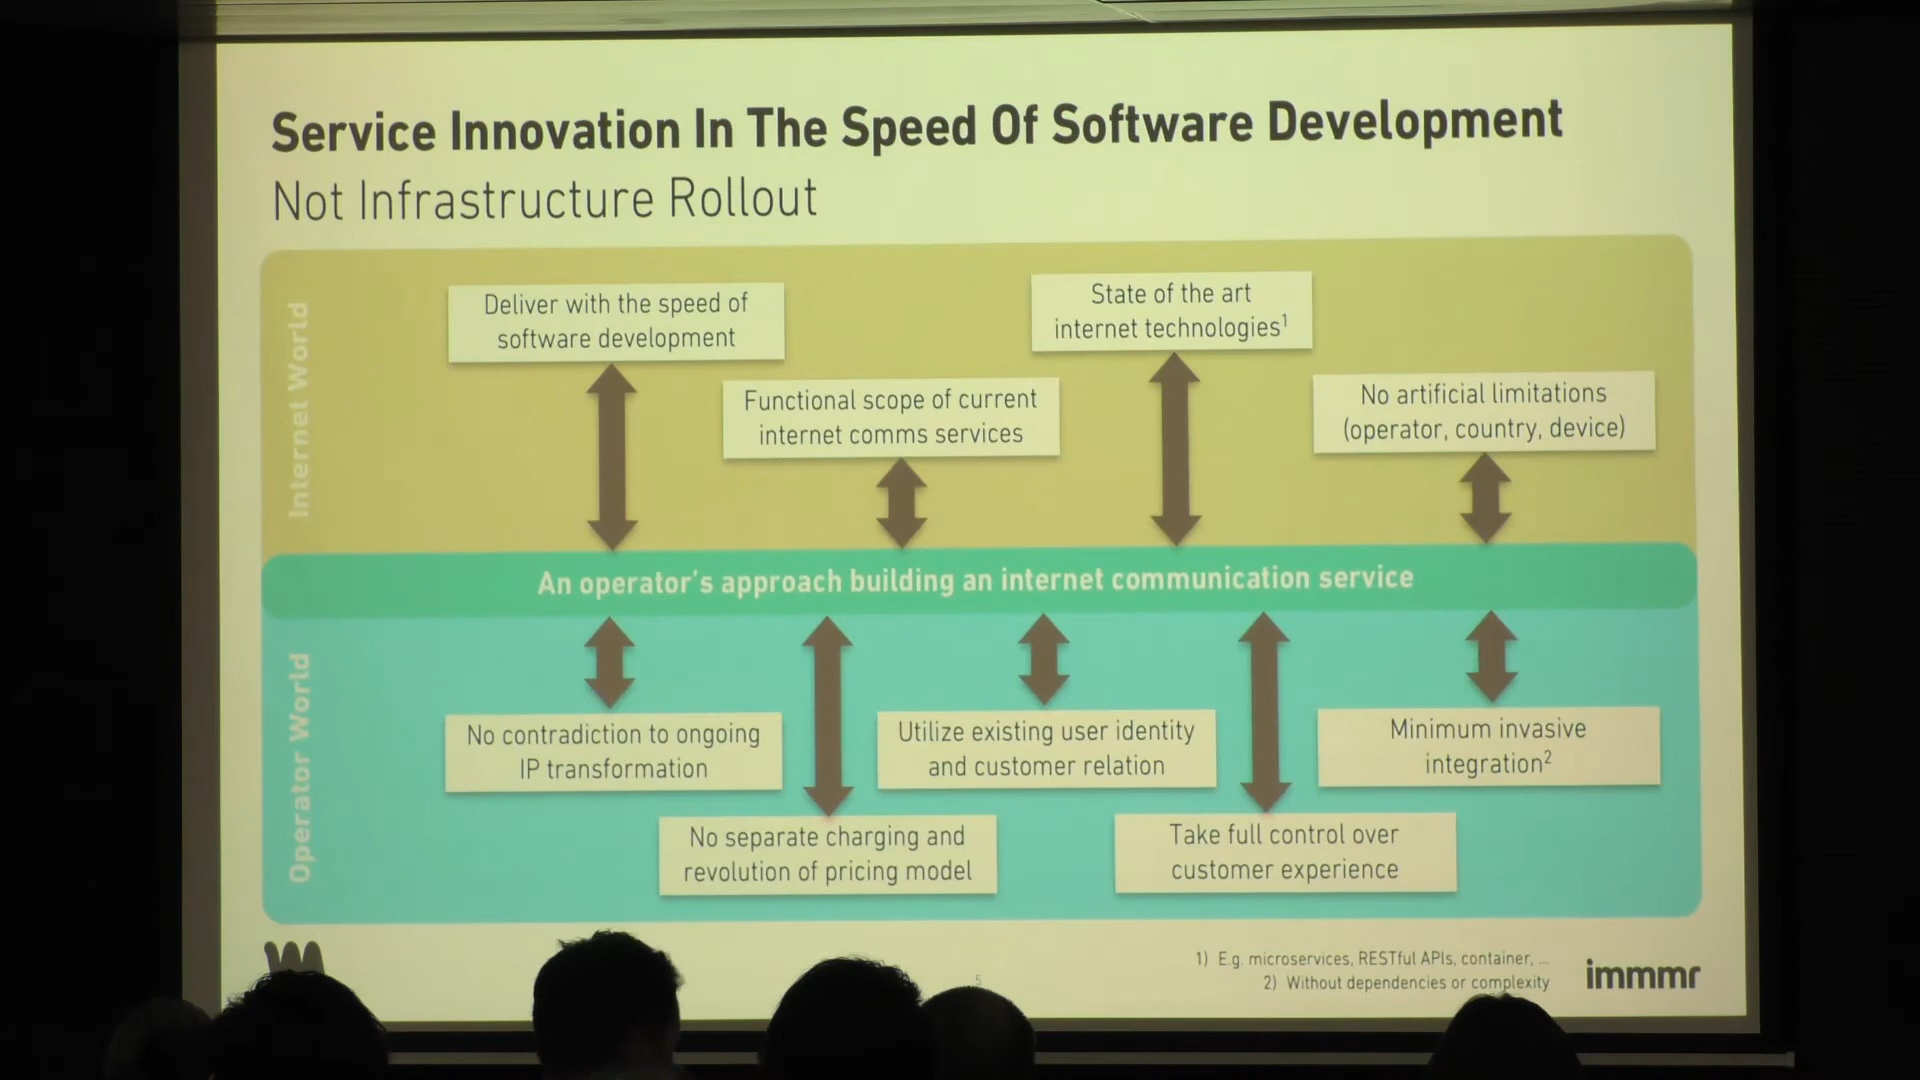 Service Innovation In The Speed Of Software Development
Not Infrastructure Rollout
Internet World
Deliver with the speed of
software development
Functional scope of current
internet comms services
State of the art
internet technologies¹
No artificial limitations
(operator, country, device)
An operator's approach building an internet communication service
Operator World
No contradiction to ongoing
IP transformation
No separate charging and
revolution of pricing model
Utilize existing user identity
and customer relation
Take full control over
customer experience
Minimum invasive
integration²
1) E.g. microservices, RESTful APIs, container, ...
2) Without dependencies or complexity
5
immmr